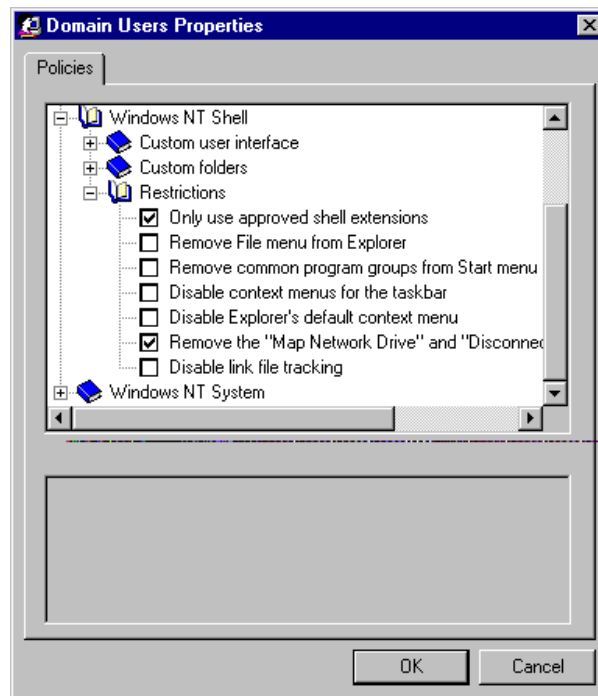 Domain Users Properties
Policies
Windows NT Shell
Custom user interface
Custom folders
Restrictions
Only use approved shell extensions
Remove File menu from Explorer
Remove common program groups from Start menu
Disable context menus for the taskbar
Disable Explorer's default context menu
Remove the "Map Network Drive" and "Disconnec
Disable link file tracking
Windows NT System
OK Cancel